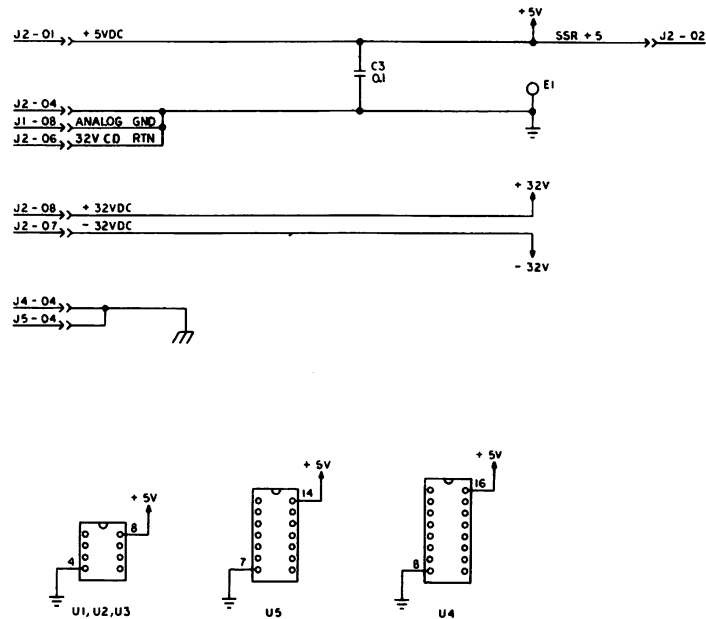 +5V
J2-01 +5VDC SSR +5 J2-02
C3
0.1
E1
J2-04
J1-08 ANALOG GND
J2-06 32V CD RTN
+32V
J2-08 +32VDC
J2-07 -32VDC
-32V
J4-04
J5-04
+5V +5V +5V
8 14 16
4 7 8
U1, U2, U3 U5 U4